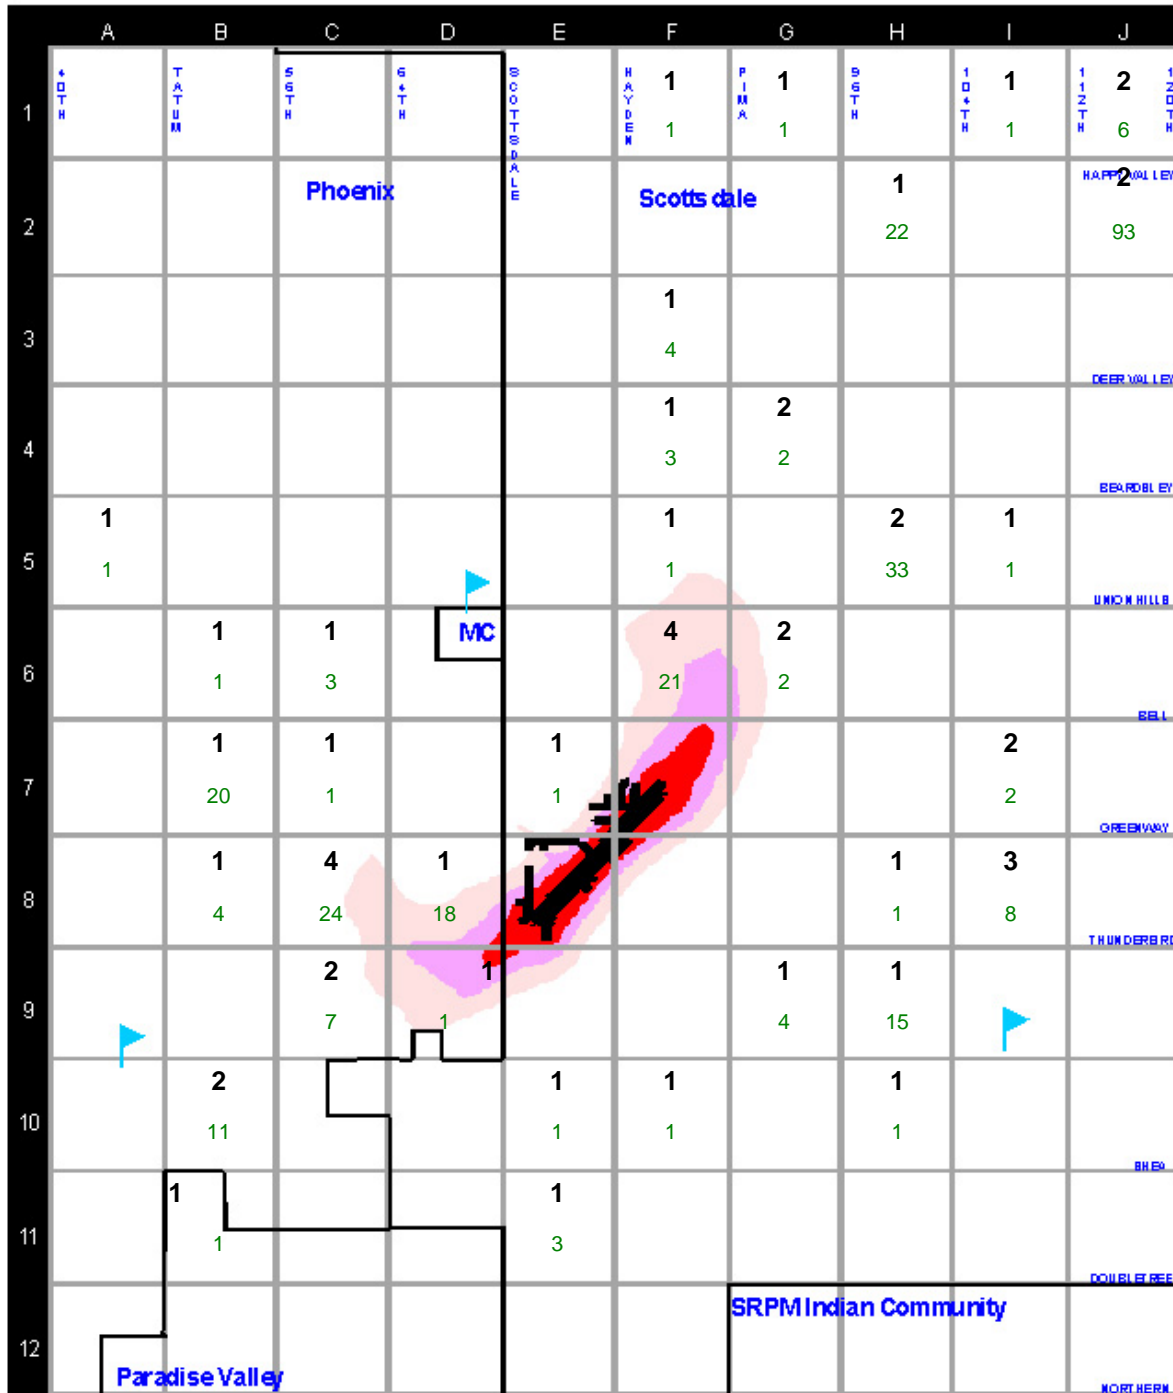 A B C D E F G H I J
1
40TH TATUM 56TH 64TH SCOTTSDALE HAYDEN PIMA 96TH 104TH 112TH 120TH
1 1 1 2
1 1 1 6
HAPPY VALLEY
2
Phoenix Scottsdale
1 2
22 93
3
1
4
DEER VALLEY
4
1 2
3 2
BEARDSLEY
5
1 1 2 1
1 1 33 1
UNION HILLS
6
MC
1 1 4 2
1 3 21 2
BELL
7
1 1 1 2
20 1 1 2
GREENWAY
8
1 4 1 1 3
4 24 18 1 8
THUNDERBIRD
9
2 1 1 1
7 1 4 15
10
2 1 1 1
11 1 1 1
SHEA
11
1 1
1 3
DOUBLETREE
12
SRPM Indian Community
Paradise Valley
NORTHERN